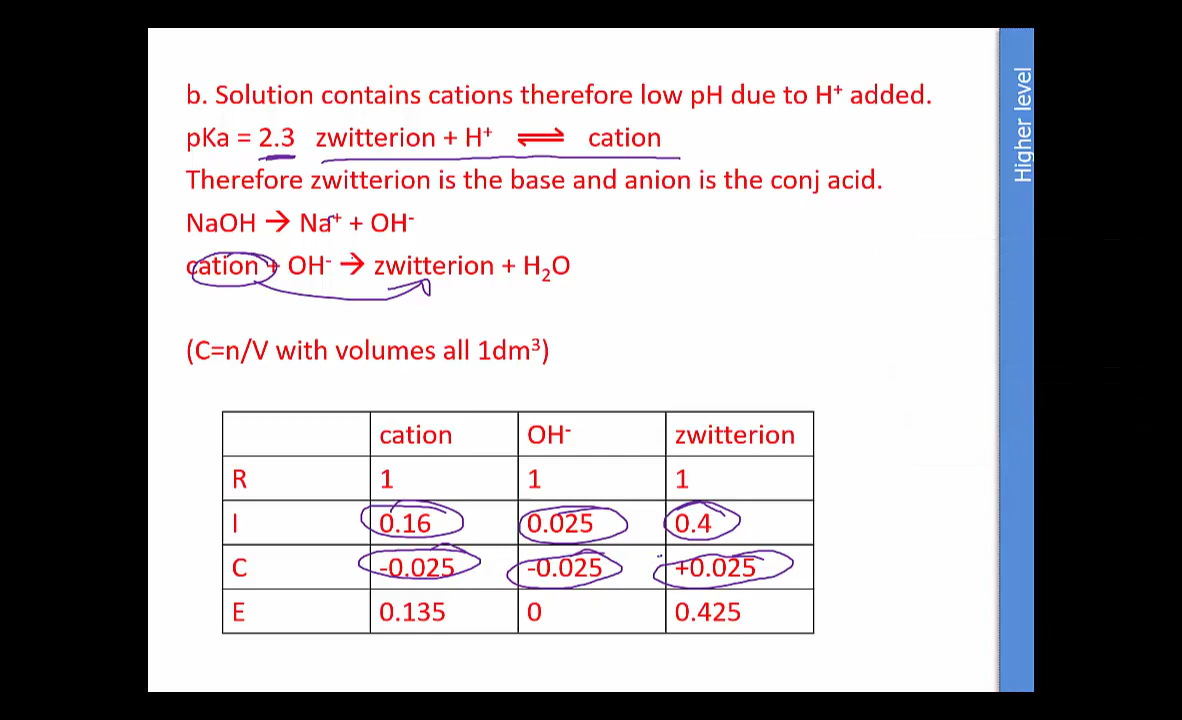 b. Solution contains cations therefore low pH due to H⁺ added.
pKa = 2.3 zwitterion + H⁺ ⇌ cation
Therefore zwitterion is the base and anion is the conj acid.
NaOH → Na⁺ + OH⁻
cation + OH⁻ → zwitterion + H₂O
(C=n/V with volumes all 1dm³)
cation OH⁻ zwitterion
R 1 1 1
I 0.16 0.025 0.4
C -0.025 -0.025 +0.025
E 0.135 0 0.425
Higher level